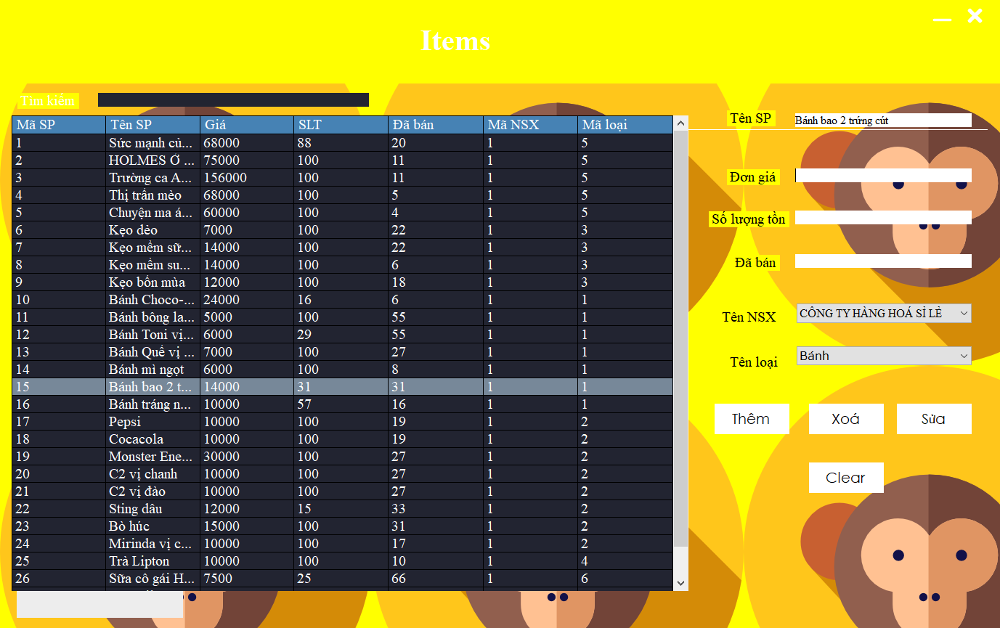 Items
Tìm kiếm
Mã SP Tên SP Giá SLT Đã bán Mã NSX Mã loại
1 Sức mạnh củ... 68000 88 20 1 5
2 HOLMES Ở ... 75000 100 11 1 5
3 Trường ca A... 156000 100 11 1 5
4 Thị trấn mèo 68000 100 5 1 5
5 Chuyện ma á... 60000 100 4 1 5
6 Kẹo dẻo 7000 100 22 1 3
7 Kẹo mềm sữ... 14000 100 22 1 3
8 Kẹo mềm su... 14000 100 6 1 3
9 Kẹo bốn mùa 12000 100 18 1 3
10 Bánh Choco-... 24000 16 6 1 1
11 Bánh bông la... 5000 100 55 1 1
12 Bánh Toni vị... 6000 29 55 1 1
13 Bánh Quế vị ... 7000 100 27 1 1
14 Bánh mì ngọt 6000 100 8 1 1
15 Bánh bao 2 t... 14000 31 31 1 1
16 Bánh tráng n... 10000 57 16 1 1
17 Pepsi 10000 100 19 1 2
18 Cocacola 10000 100 19 1 2
19 Monster Ene... 30000 100 27 1 2
20 C2 vị chanh 10000 100 27 1 2
21 C2 vị đào 10000 100 27 1 2
22 Sting dâu 12000 15 33 1 2
23 Bò húc 15000 100 31 1 2
24 Mirinda vị c... 10000 100 17 1 2
25 Trà Lipton 10000 100 10 1 4
26 Sữa cô gái H... 7500 25 66 1 6
Tên SP Bánh bao 2 trứng cút
Đơn giá
Số lượng tồn
Đã bán
Tên NSX CÔNG TY HÀNG HOÁ SỈ LẺ
Tên loại Bánh
Thêm Xoá Sửa
Clear